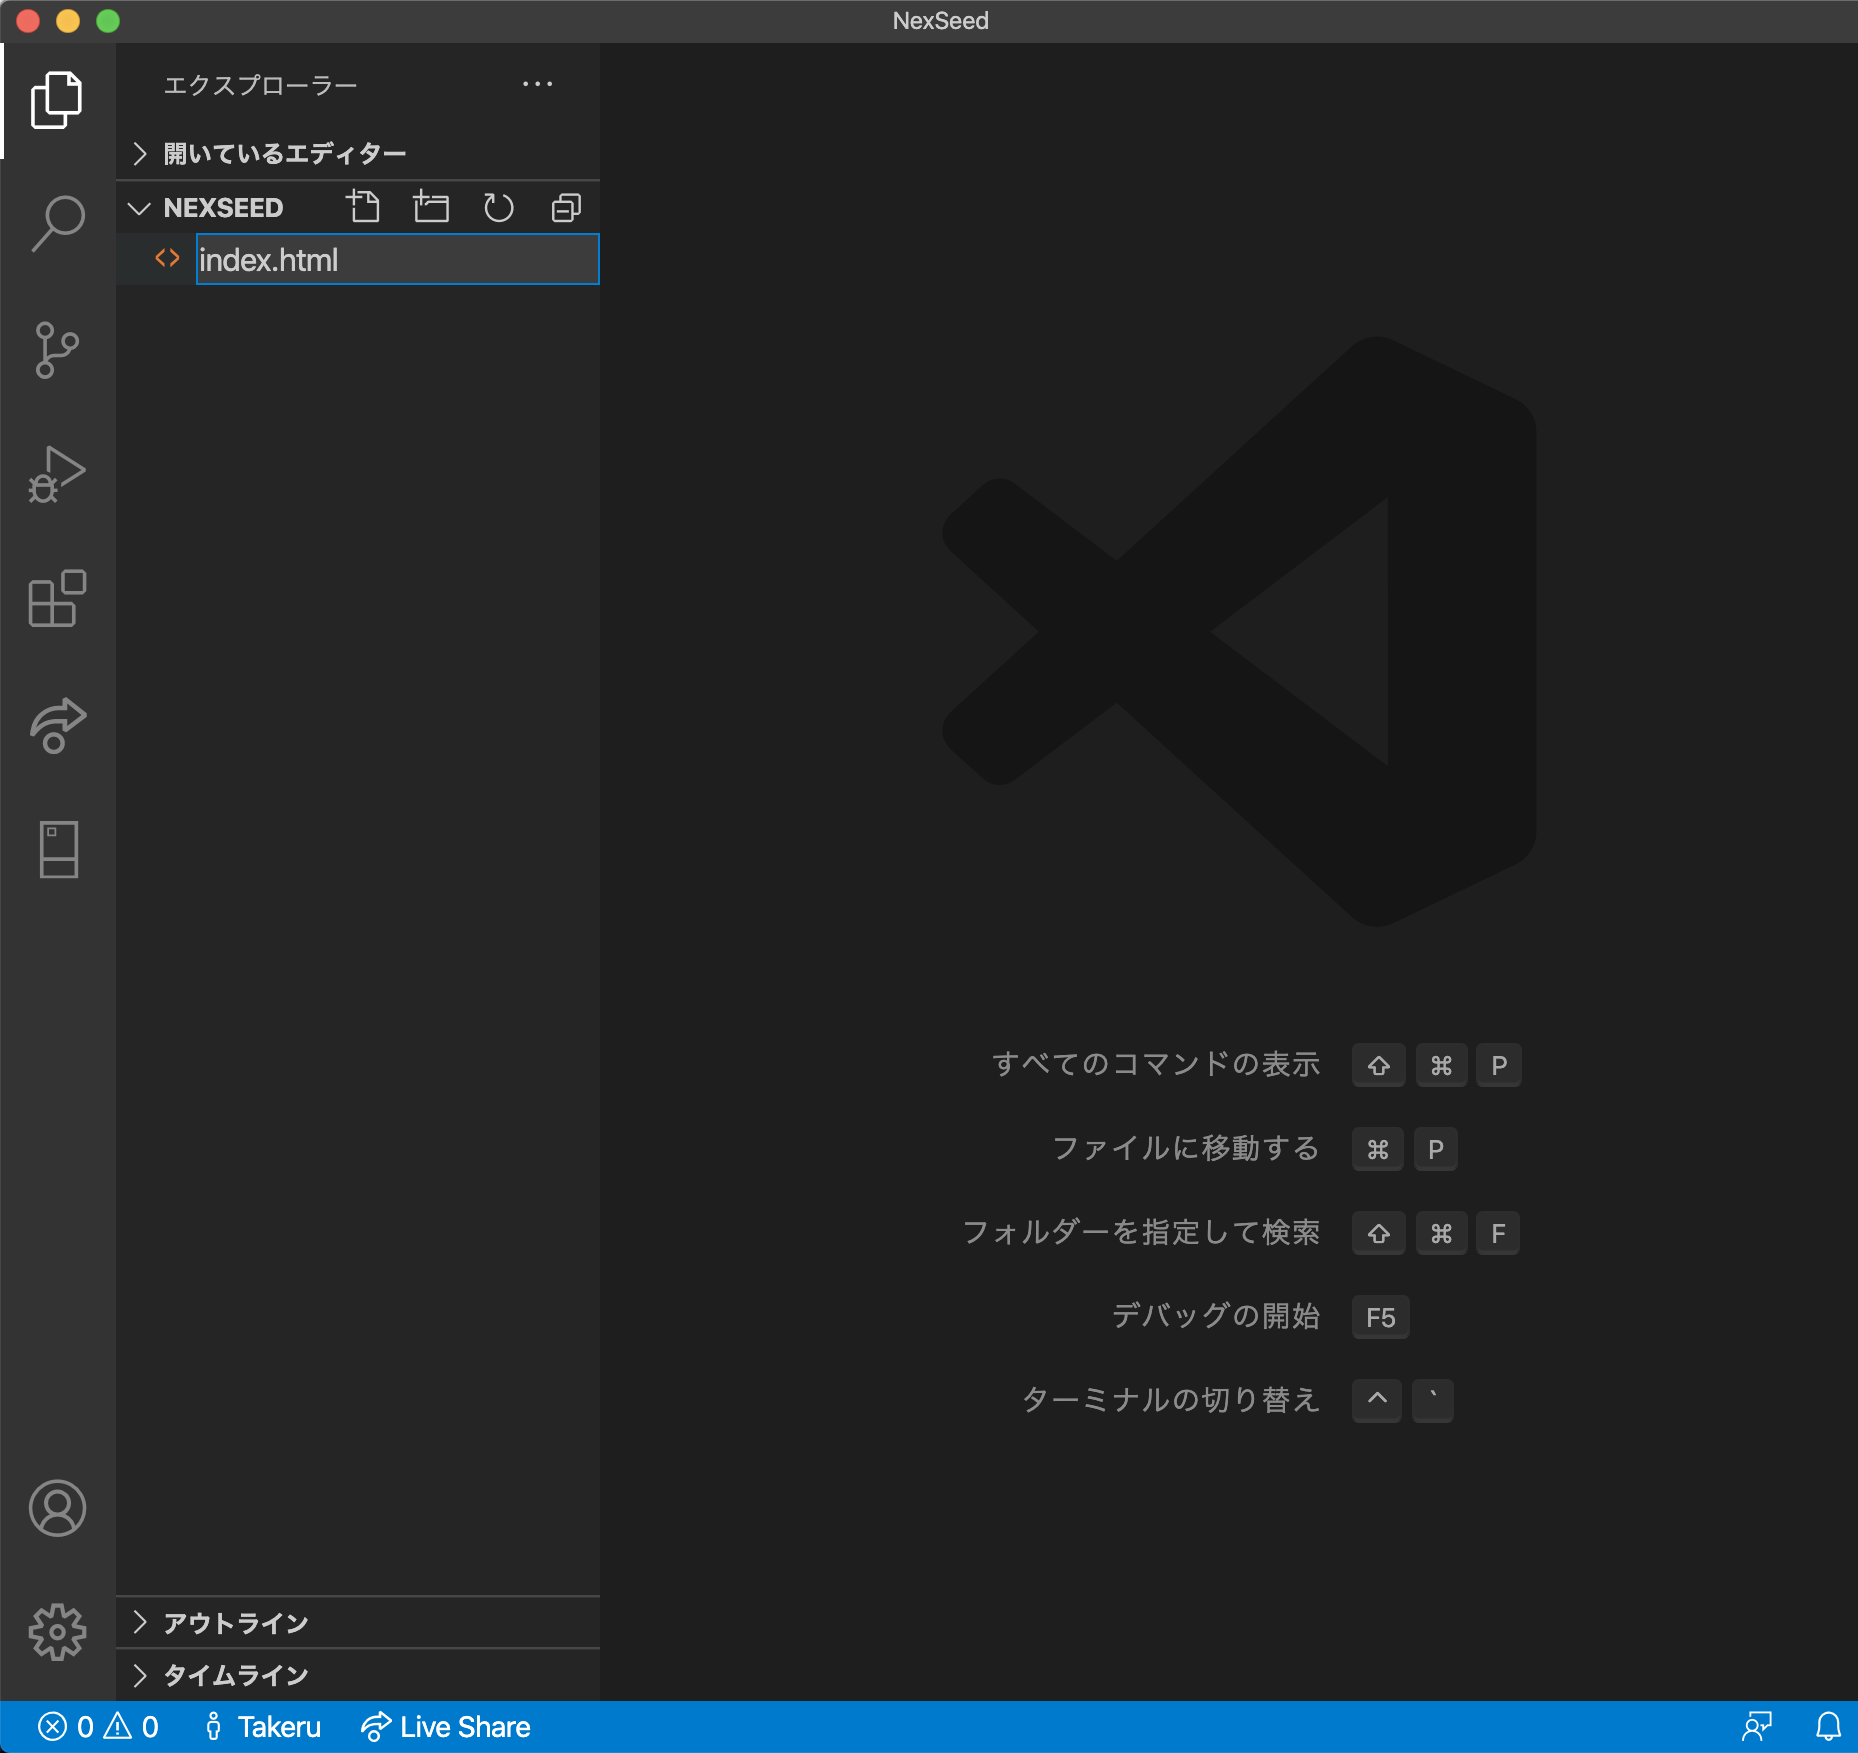 NexSeed
エクスプローラー
開いているエディター
NEXSEED
index.html
すべてのコマンドの表示 ⇧ ⌘ P
ファイルに移動する ⌘ P
フォルダーを指定して検索 ⇧ ⌘ F
デバッグの開始 F5
ターミナルの切り替え ^ `
アウトライン
タイムライン
0 0 Takeru Live Share